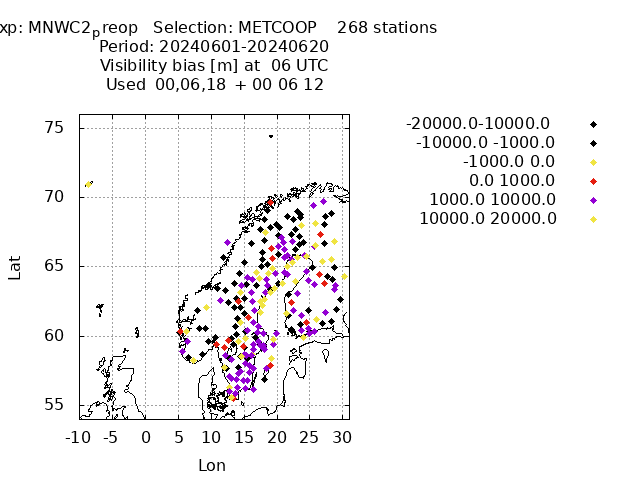 xp: MNWC2preop Selection: METCOOP 268 stations
Period: 20240601-20240620
Visibility bias [m] at 06 UTC
Used 00,06,18 + 00 06 12
-20000.0-10000.0
-10000.0 -1000.0
-1000.0 0.0
0.0 1000.0
1000.0 10000.0
10000.0 20000.0
75
70
65
60
55
Lat
-10 -5 0 5 10 15 20 25 30
Lon